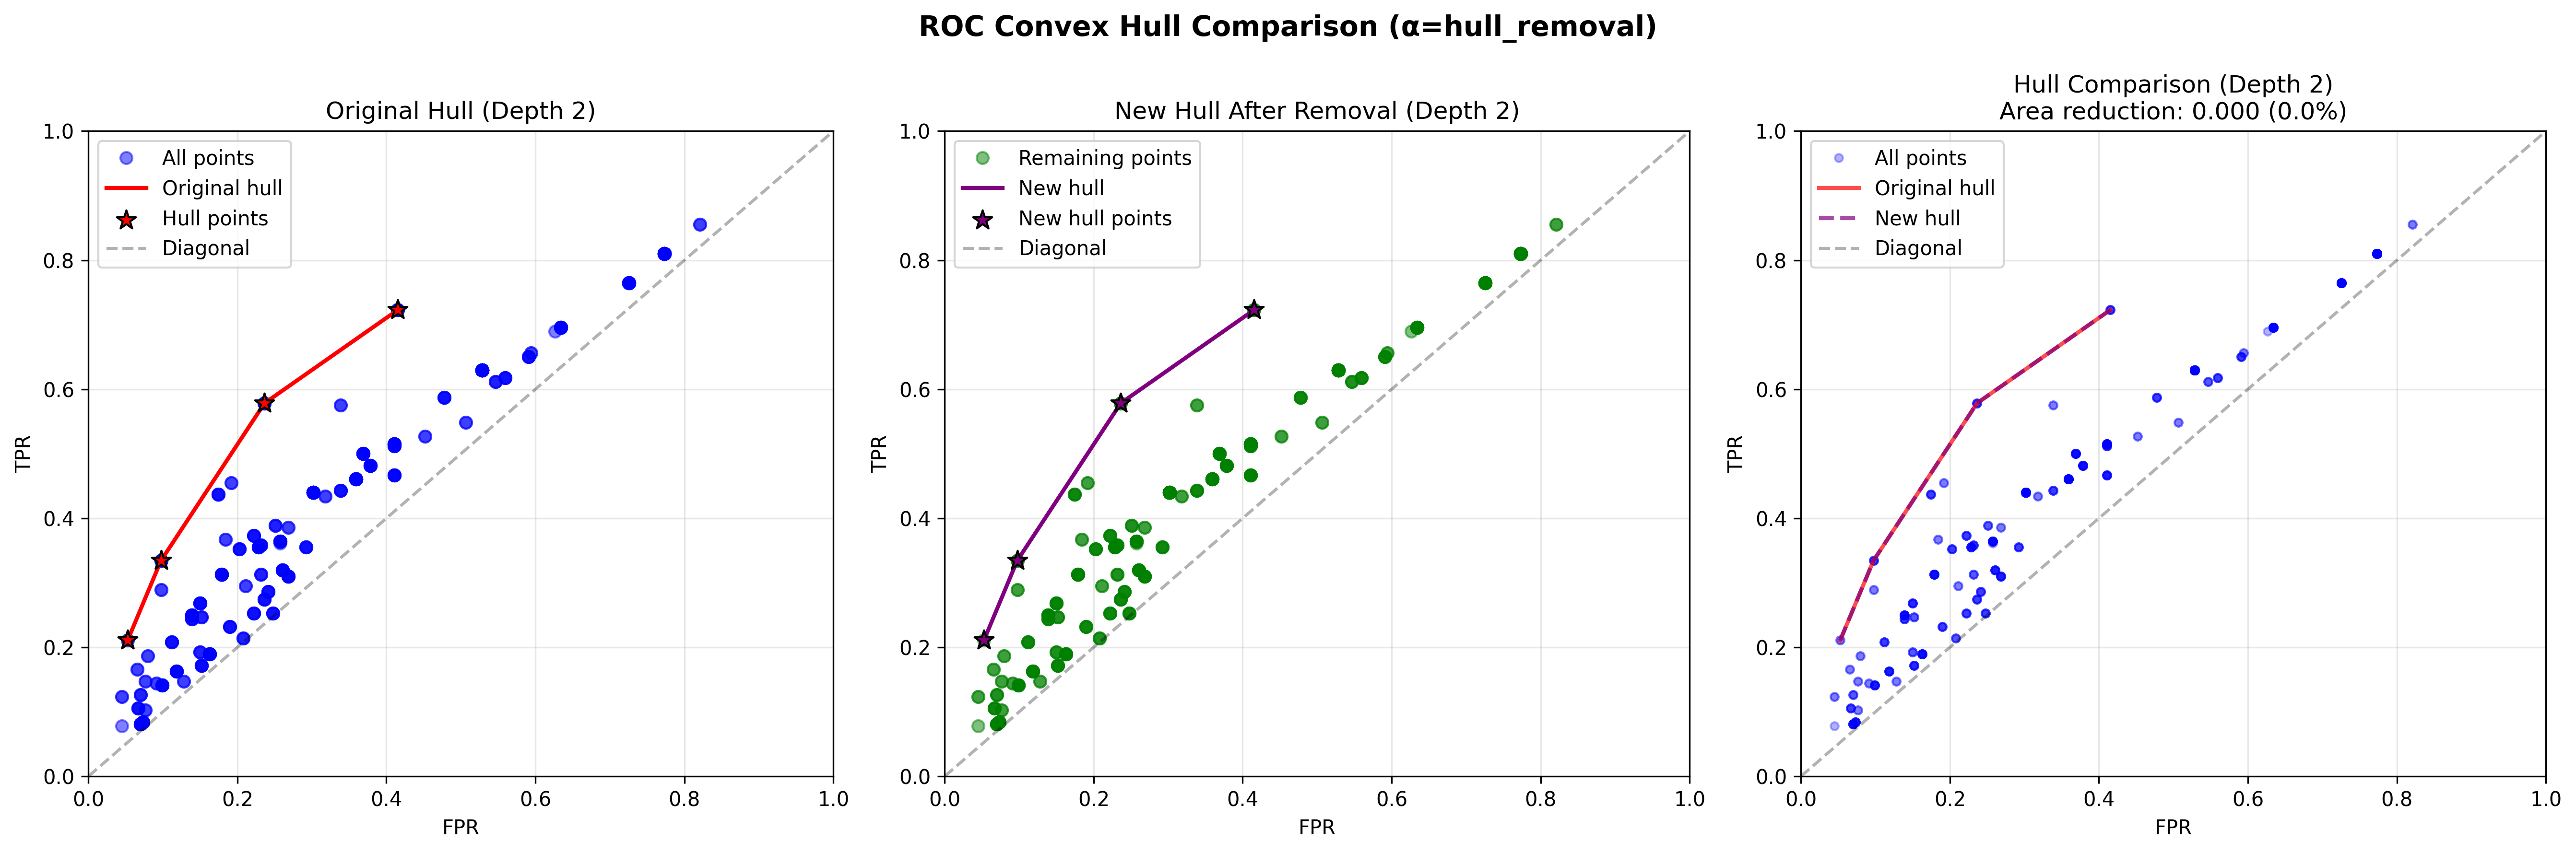 ROC Convex Hull Comparison (α=hull_removal)
Original Hull (Depth 2)
1.0
0.8
0.6
0.4
0.2
0.0
TPR
All points
Original hull
Hull points
Diagonal
0.0 0.2 0.4 0.6 0.8 1.0
FPR
New Hull After Removal (Depth 2)
1.0
0.8
0.6
0.4
0.2
0.0
TPR
Remaining points
New hull
New hull points
Diagonal
0.0 0.2 0.4 0.6 0.8 1.0
FPR
Hull Comparison (Depth 2)
Area reduction: 0.000 (0.0%)
1.0
0.8
0.6
0.4
0.2
0.0
TPR
All points
Original hull
New hull
Diagonal
0.0 0.2 0.4 0.6 0.8 1.0
FPR